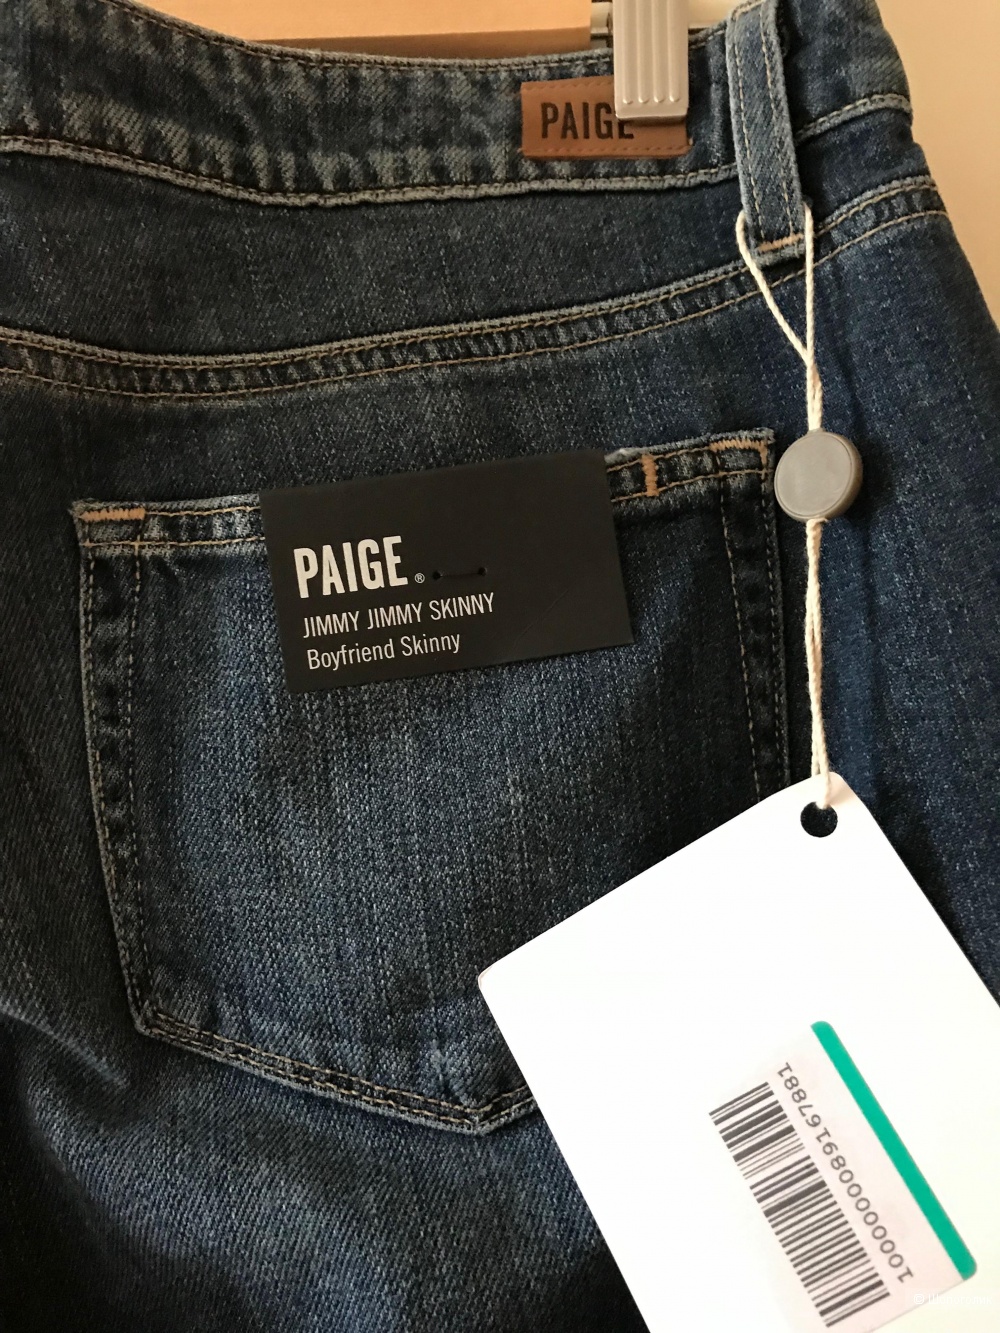 PAIGE
PAIGE®
JIMMY JIMMY SKINNY
Boyfriend Skinny
1000000089167881